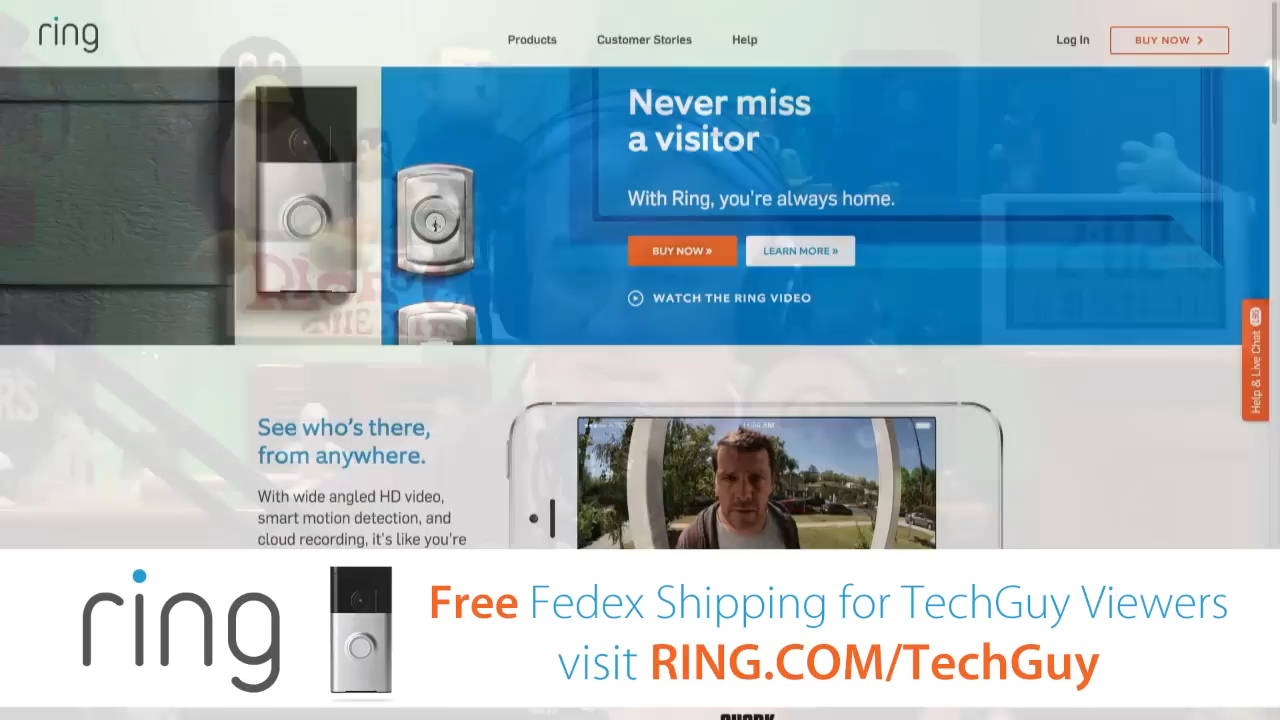 ring
Products Customer Stories Help
Log In BUY NOW >
Never miss
a visitor
With Ring, you're always home.
BUY NOW » LEARN MORE »
WATCH THE RING VIDEO
Help & Live Chat
See who's there,
from anywhere.
With wide angled HD video,
smart motion detection, and
cloud recording, it's like you're
ring
Free Fedex Shipping for TechGuy Viewers
visit RING.COM/TechGuy